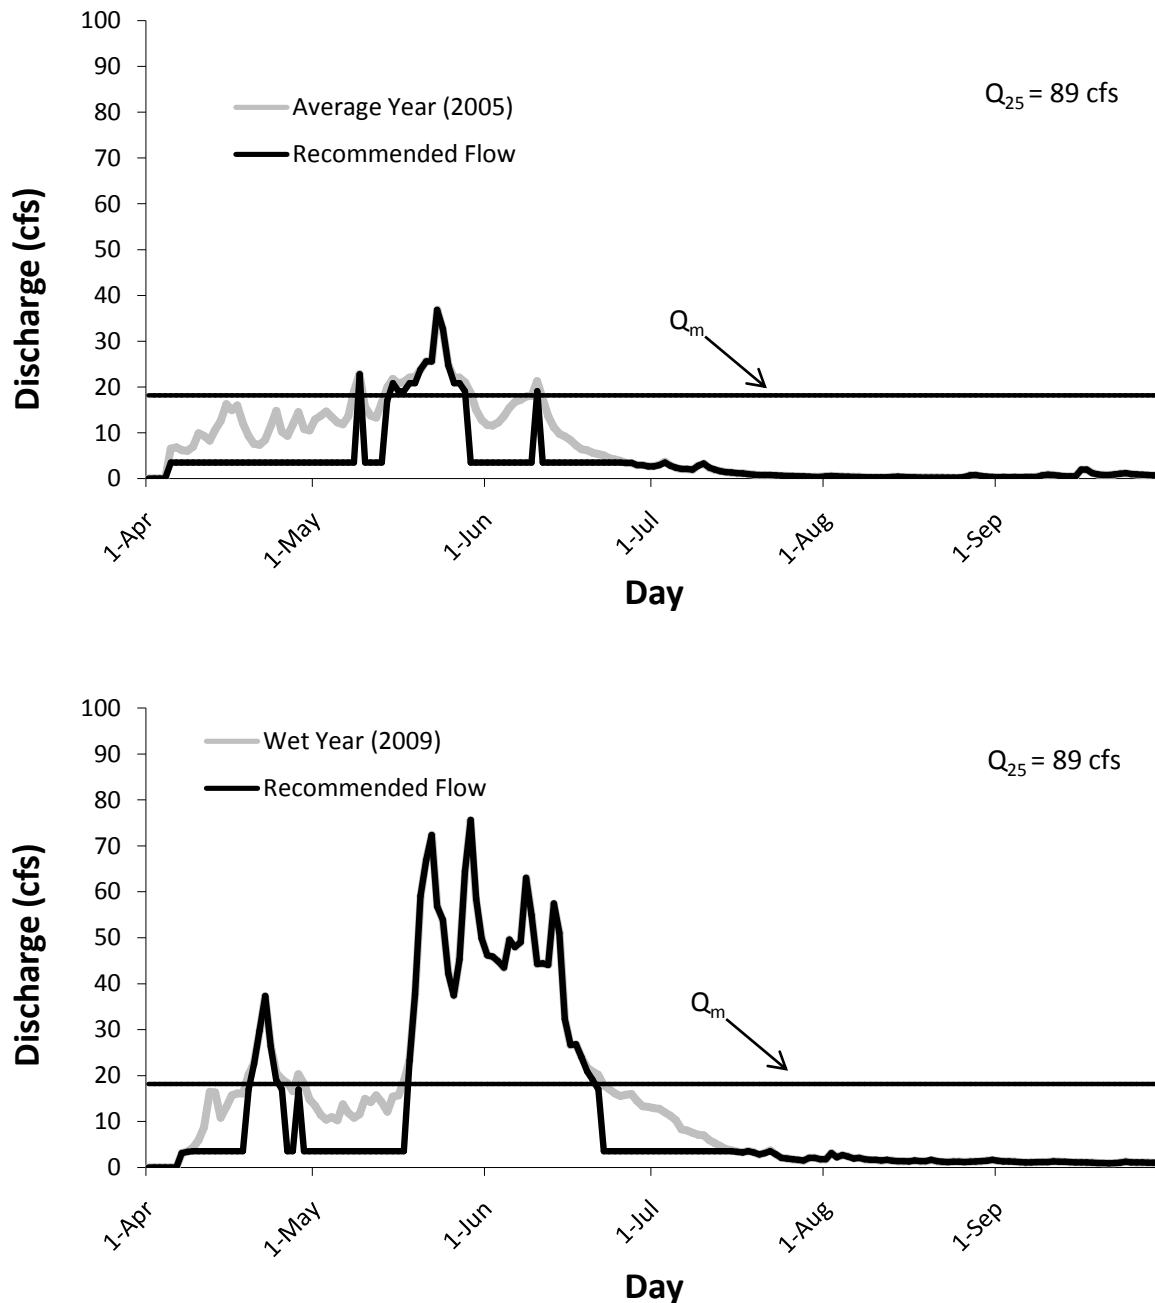 100
90
80
70
60
50
40
30
20
10
0
Discharge (cfs)
Average Year (2005)
Recommended Flow
Q25 = 89 cfs
Qm
1-Apr
1-May
1-Jun
1-Jul
1-Aug
1-Sep
Day
100
90
80
70
60
50
40
30
20
10
0
Discharge (cfs)
Wet Year (2009)
Recommended Flow
Q25 = 89 cfs
Qm
1-Apr
1-May
1-Jun
1-Jul
1-Aug
1-Sep
Day